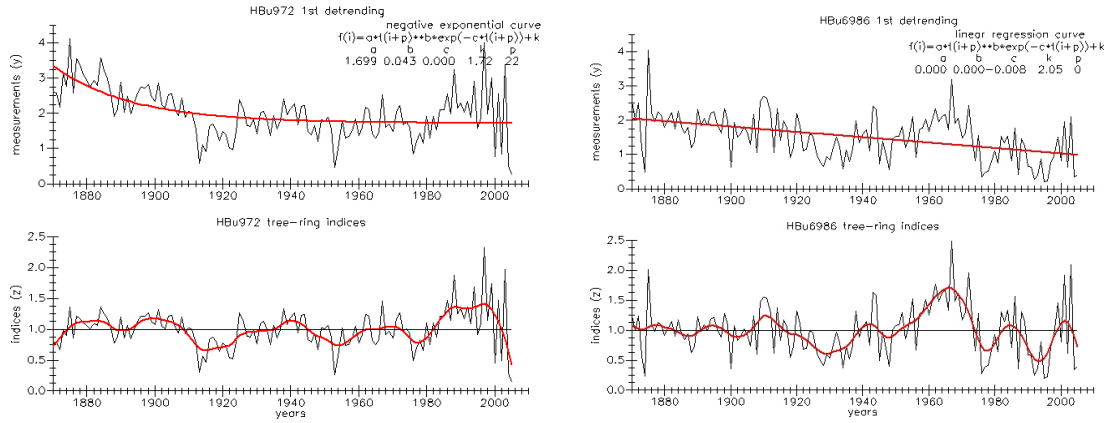 HBu972 1st detrending
negative exponential curve
f(i)=a*t(i+p)**b*exp(-c*t(i+p))+k
a b c k p
1.699 0.043 0.000 1.72 22
measurements (y)
4
3
2
1
0
1880 1900 1920 1940 1960 1980 2000
HBu972 tree-ring indices
indices (z)
2.5
2.0
1.5
1.0
0.5
0.0
1880 1900 1920 1940 1960 1980 2000
years
HBu6986 1st detrending
linear regression curve
f(i)=a*t(i+p)**b*exp(-c*t(i+p))+k
a b c k p
0.000 0.000-0.008 2.05 0
measurements (y)
4
3
2
1
0
1880 1900 1920 1940 1960 1980 2000
HBu6986 tree-ring indices
indices (z)
2.5
2.0
1.5
1.0
0.5
0.0
1880 1900 1920 1940 1960 1980 2000
years